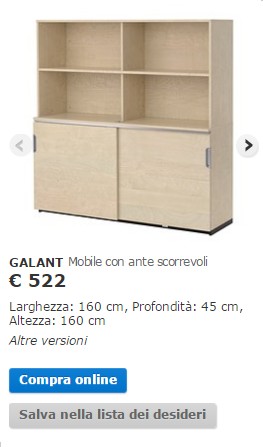 GALANT Mobile con ante scorrevoli
€ 522
Larghezza: 160 cm, Profondità: 45 cm,
Altezza: 160 cm
Altre versioni
Compra online
Salva nella lista dei desideri